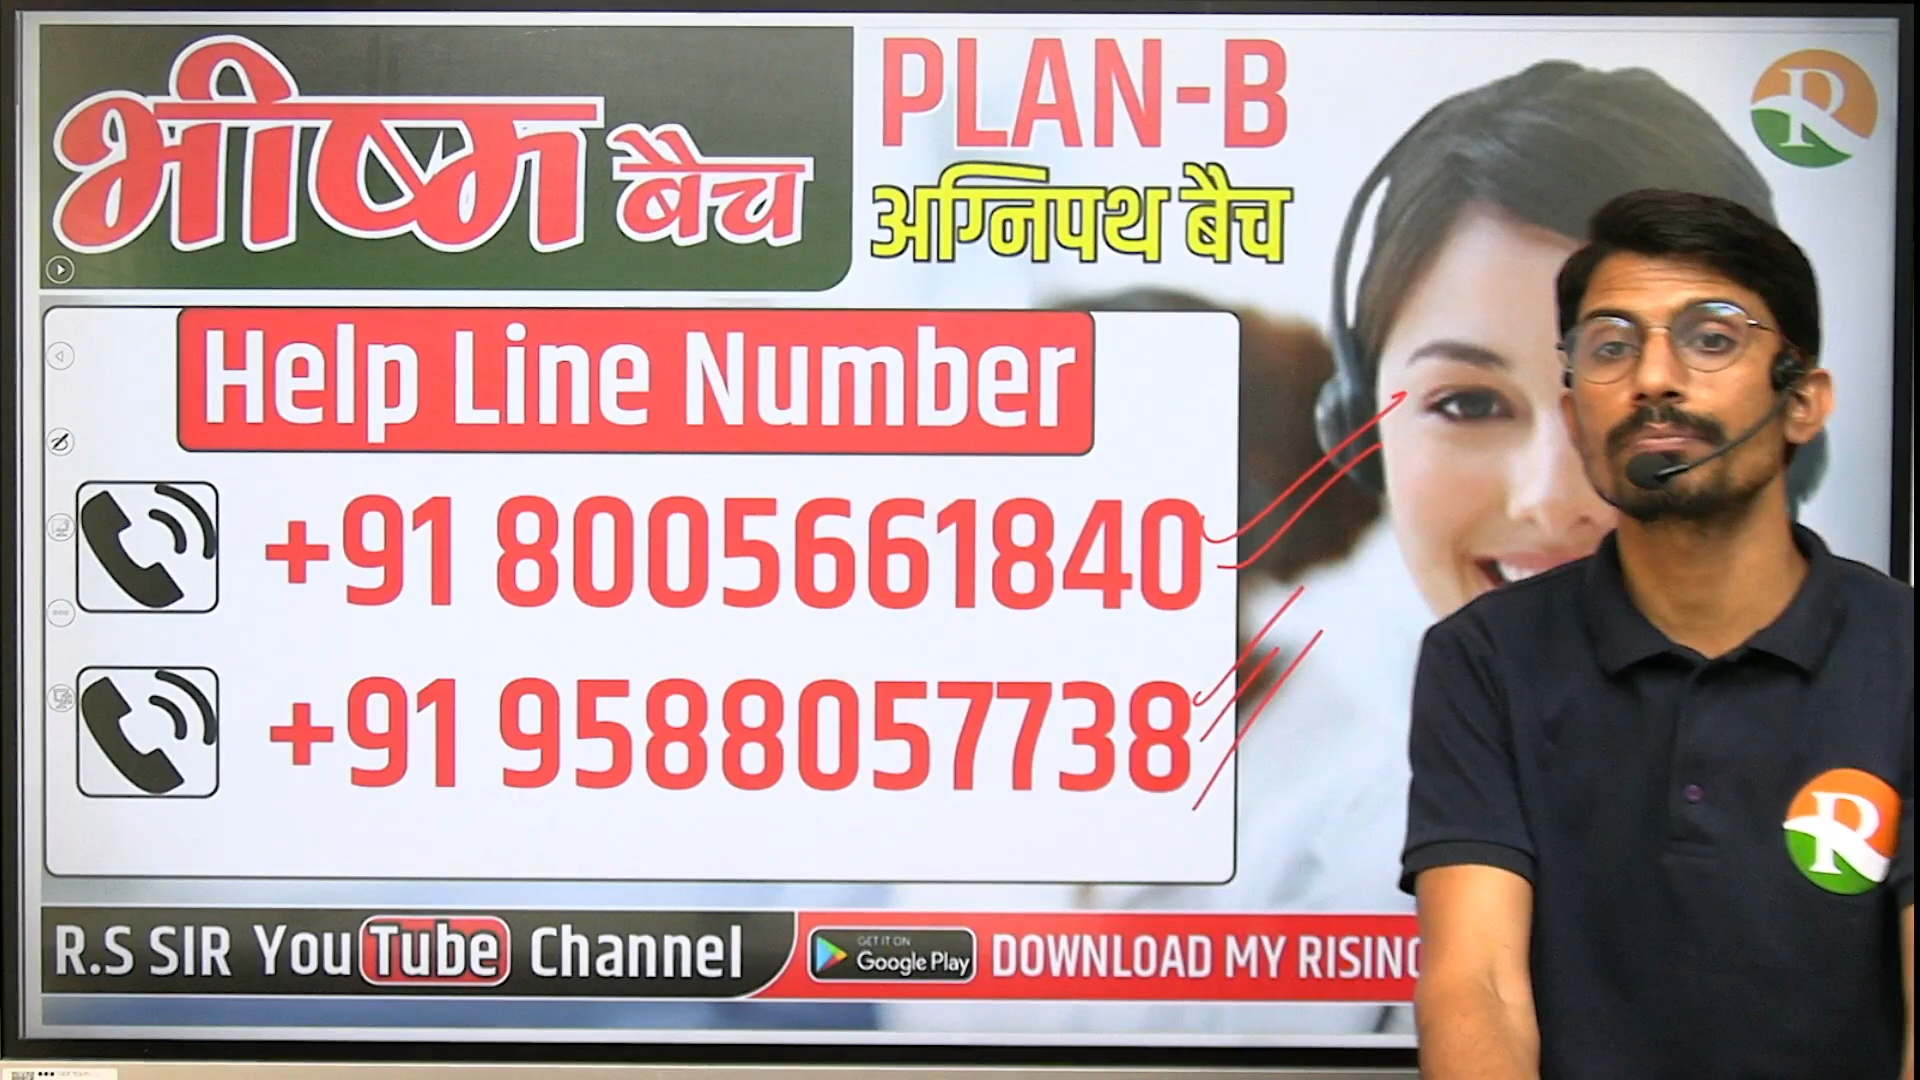 भीष्म बैच
PLAN-B
अग्निपथ बैच
R
Help Line Number
+91 8005661840
+91 9588057738
R
R.S SIR YouTube Channel
GET IT ON
Google Play
DOWNLOAD MY RISING